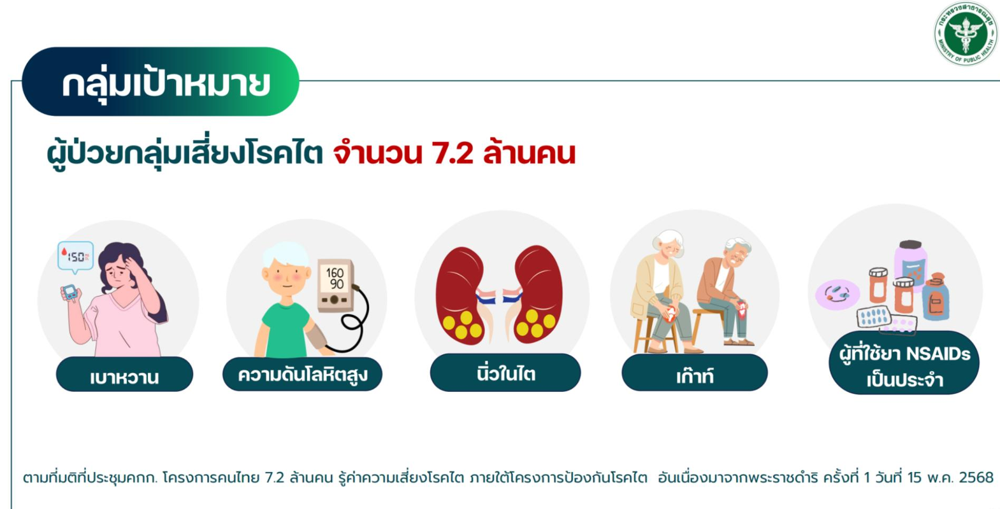 กระทรวงสาธารณสุข
MINISTRY OF PUBLIC HEALTH
กลุ่มเป้าหมาย
ผู้ป่วยกลุ่มเสี่ยงโรคไต จำนวน 7.2 ล้านคน
150
160
90
เบาหวาน
ความดันโลหิตสูง
นิ่วในไต
เก๊าท์
ผู้ที่ใช้ยา NSAIDs
เป็นประจำ
ตามที่มติที่ประชุมคกก. โครงการคนไทย 7.2 ล้านคน รู้ค่าความเสี่ยงโรคไต ภายใต้โครงการป้องกันโรคไต อันเนื่องมาจากพระราชดำริ ครั้งที่ 1 วันที่ 15 พ.ค. 2568